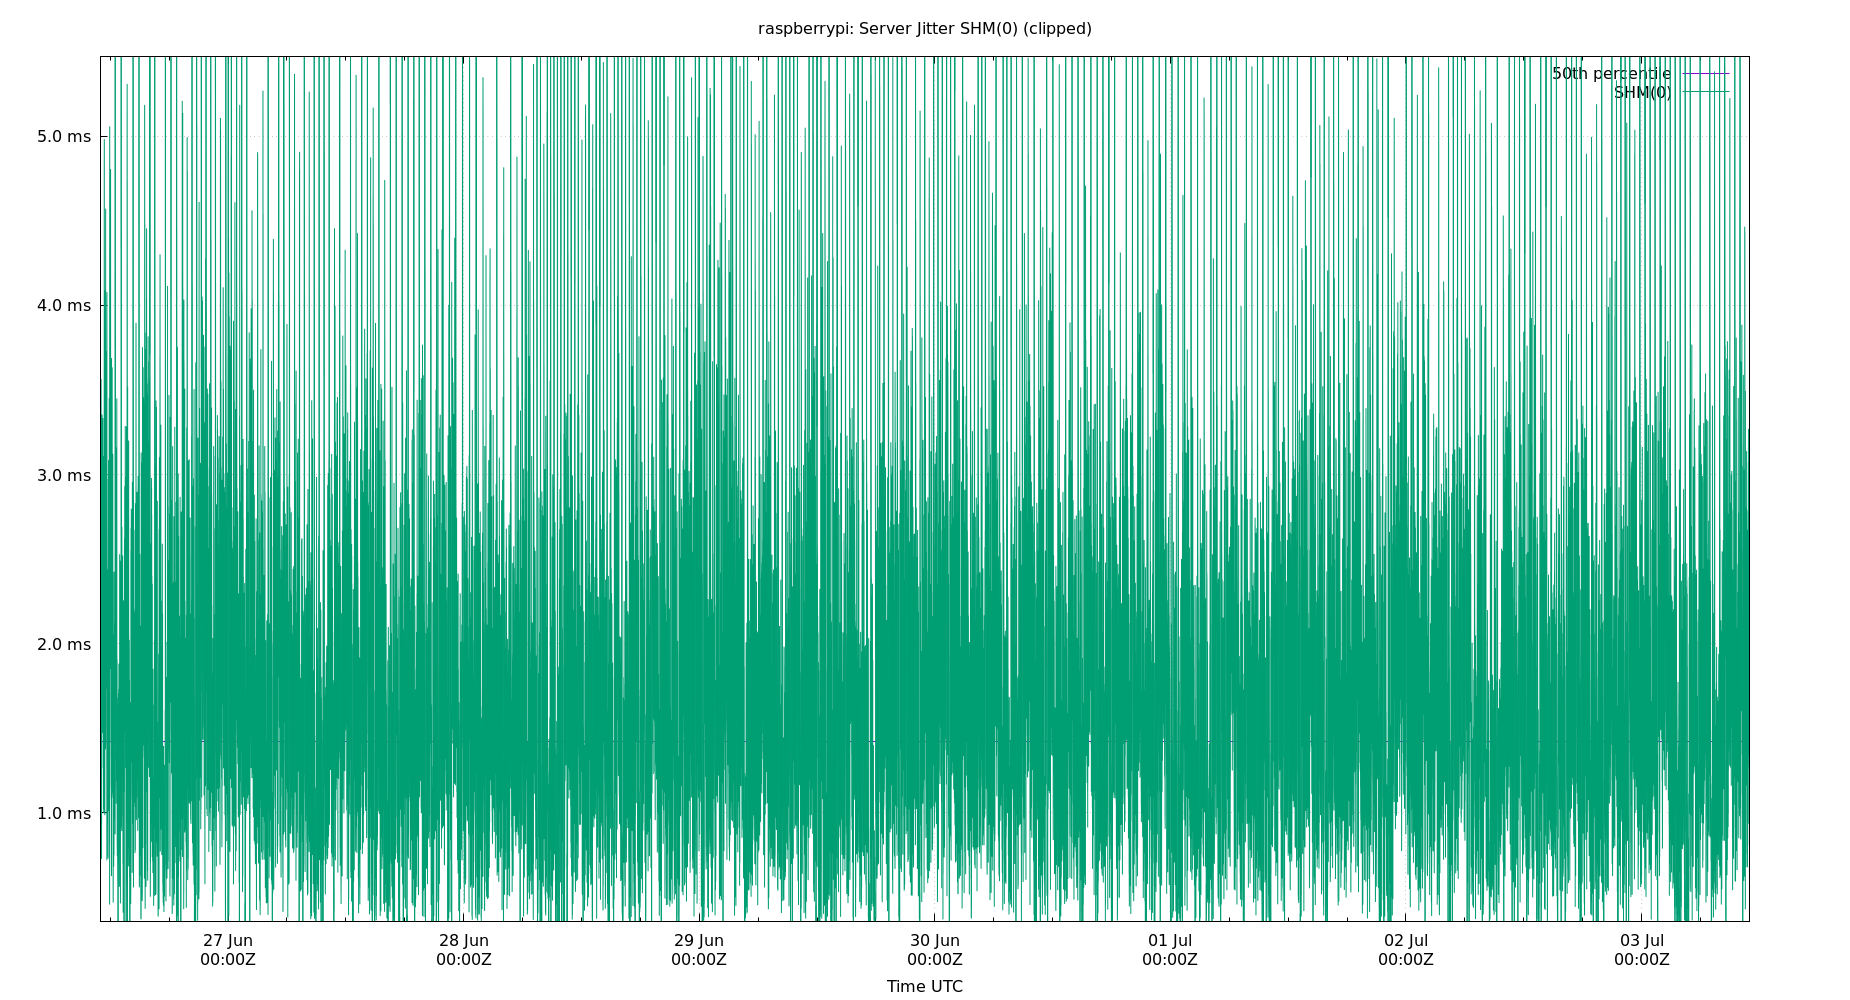 raspberrypi: Server Jitter SHM(0) (clipped)
50th percentile
SHM(0)
5.0 ms
4.0 ms
3.0 ms
2.0 ms
1.0 ms
27 Jun 28 Jun 29 Jun 30 Jun 01 Jul 02 Jul 03 Jul
00:00Z 00:00Z 00:00Z 00:00Z 00:00Z 00:00Z 00:00Z
Time UTC